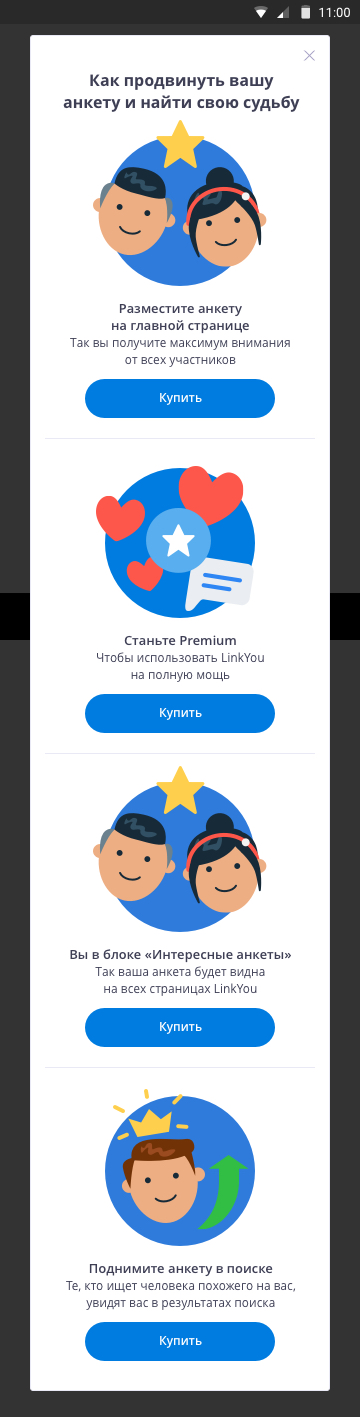 11:00
Как продвинуть вашу
анкету и найти свою судьбу
Разместите анкету
на главной странице
Так вы получите максимум внимания
от всех участников
Купить
Станьте Premium
Чтобы использовать LinkYou
на полную мощь
Купить
Вы в блоке «Интересные анкеты»
Так ваша анкета будет видна
на всех страницах LinkYou
Купить
Поднимите анкету в поиске
Те, кто ищет человека похожего на вас,
увидят вас в результатах поиска
Купить